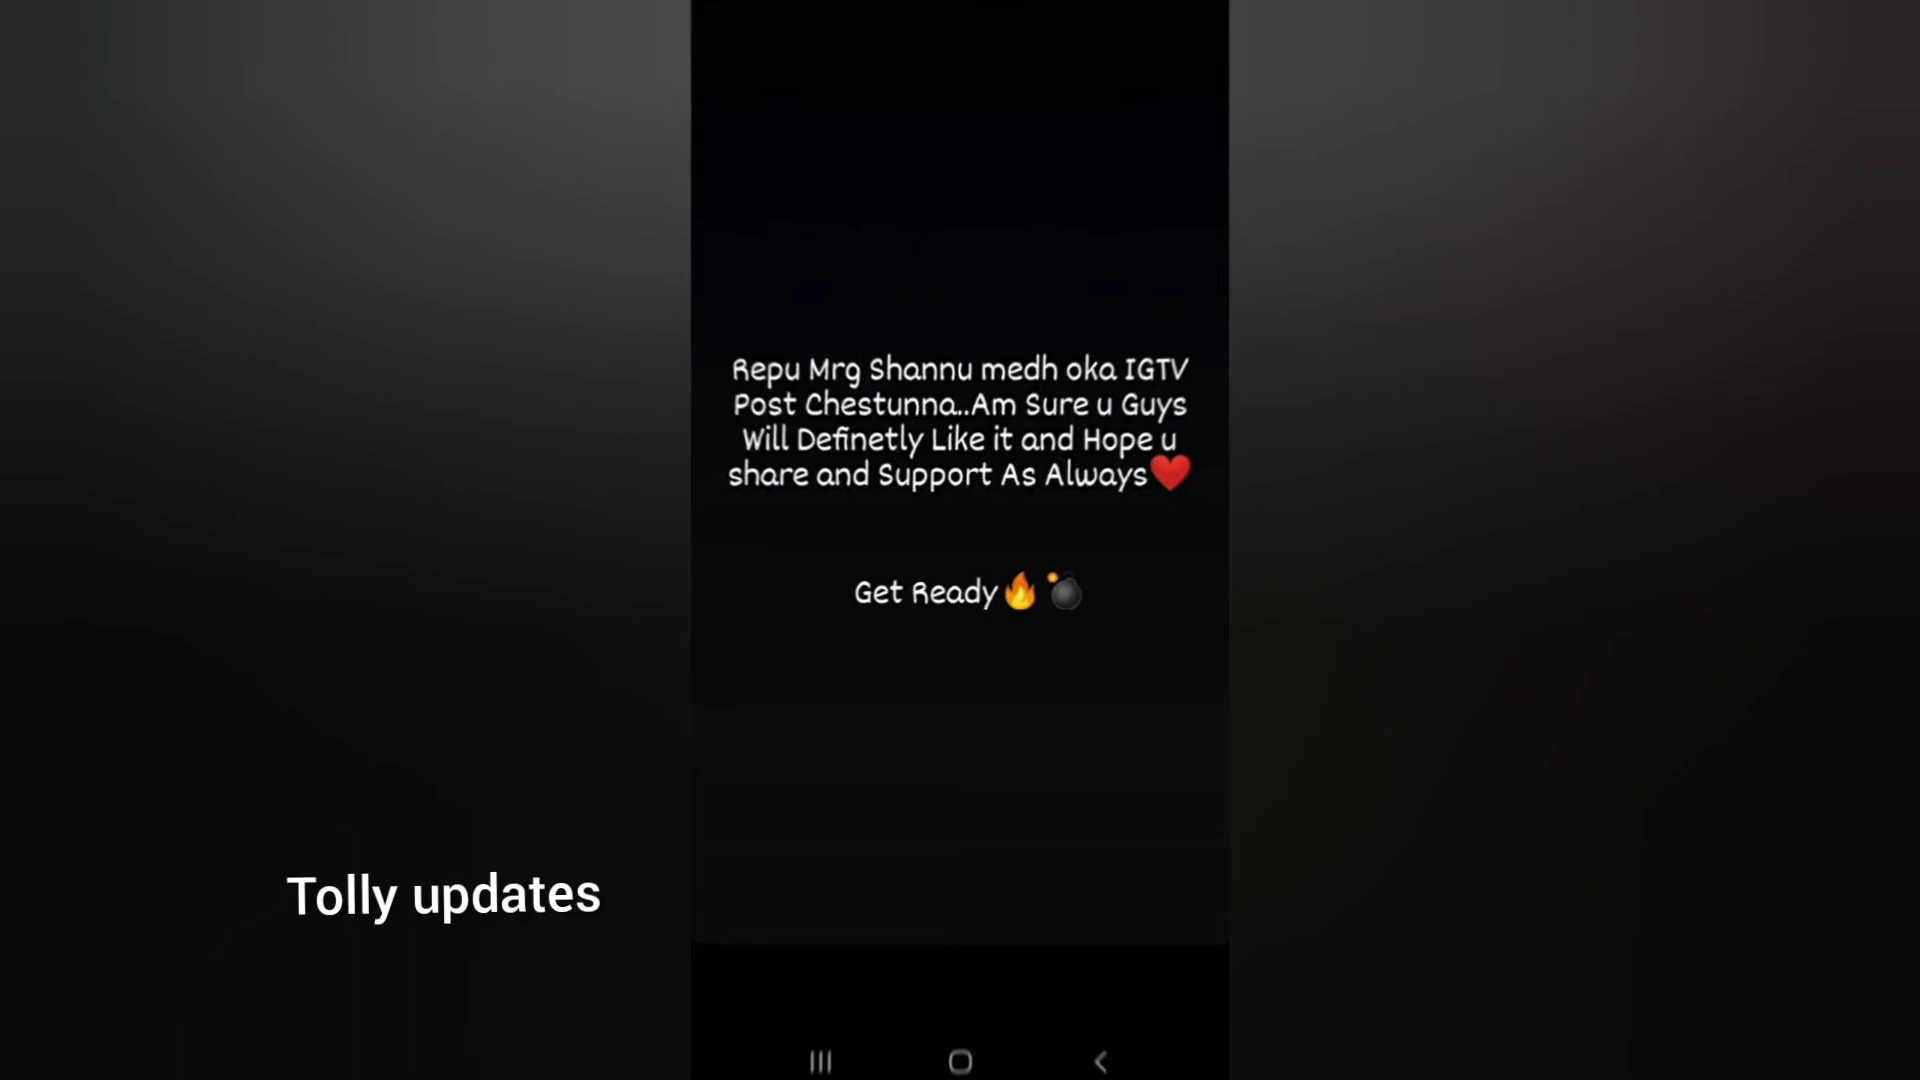 Repu Mrg Shannu medh oka IGTV
Post Chestunna..Am Sure u Guys
Will Definetly Like it and Hope u
share and Support As Always❤️
Get Ready🔥💣
Tolly updates